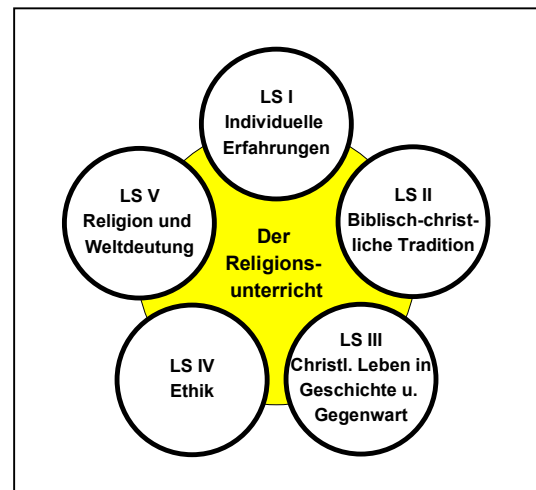 LS I
Individuelle
Erfahrungen
LS II
Biblisch-christ-
liche Tradition
LS III
Christl. Leben in
Geschichte u.
Gegenwart
LS IV
Ethik
LS V
Religion und
Weltdeutung
Der
Religions-
unterricht